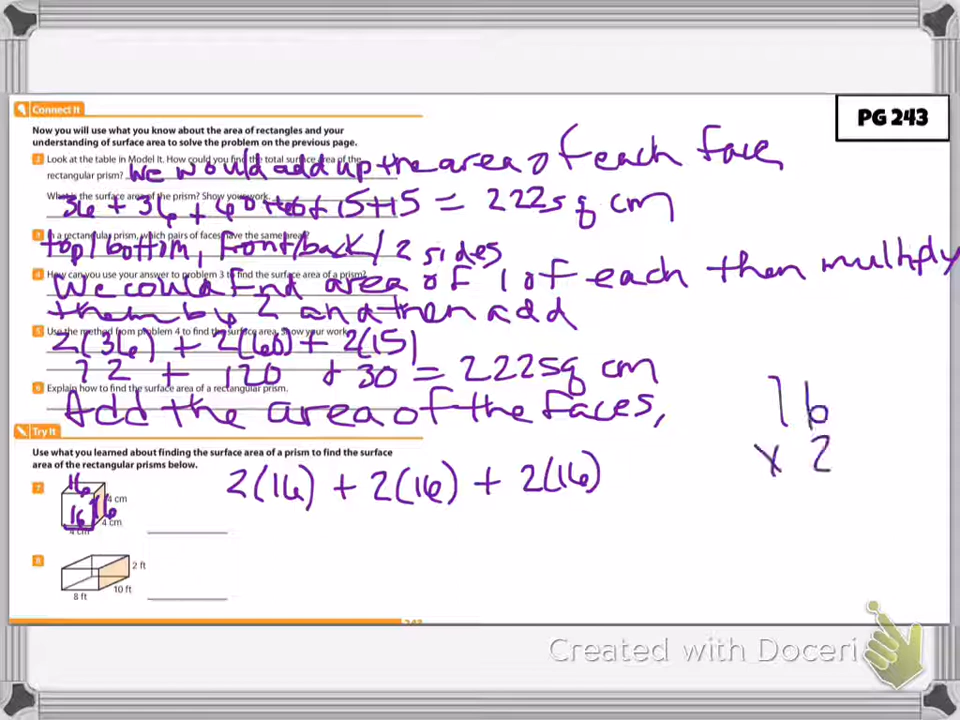 Connect It
PG 243
Now you will use what you know about the area of rectangles and your
understanding of surface area to solve the problem on the previous page.
Look at the table in Model It. How could you find the total surface area of the
rectangular prism? We would add up the area of each face
What is the surface area of the prism? Show your work.
36 + 36 + 60 + 60 + 15 + 15 = 222 sq cm
3 In a rectangular prism, which pairs of faces have the same area?
top/bottom, front/back/2 sides
4 How can you use your answer to problem 3 to find the surface area of a prism?
We could find area of 1 of each then multiply
them by 2 and then add
5 Use the method from problem 4 to find the surface area. Show your work.
2(36) + 2(60) + 2(15)
72 + 120 + 30 = 222 sq cm
6 Explain how to find the surface area of a rectangular prism.
Add the area of the faces,
16
x 2
Try It
Use what you learned about finding the surface area of a prism to find the surface
area of the rectangular prisms below.
2(16) + 2(16) + 2(16)
7
16
4 cm
16
16
4 cm
4 cm
8
2 ft
10 ft
8 ft
243
Created with Doceri